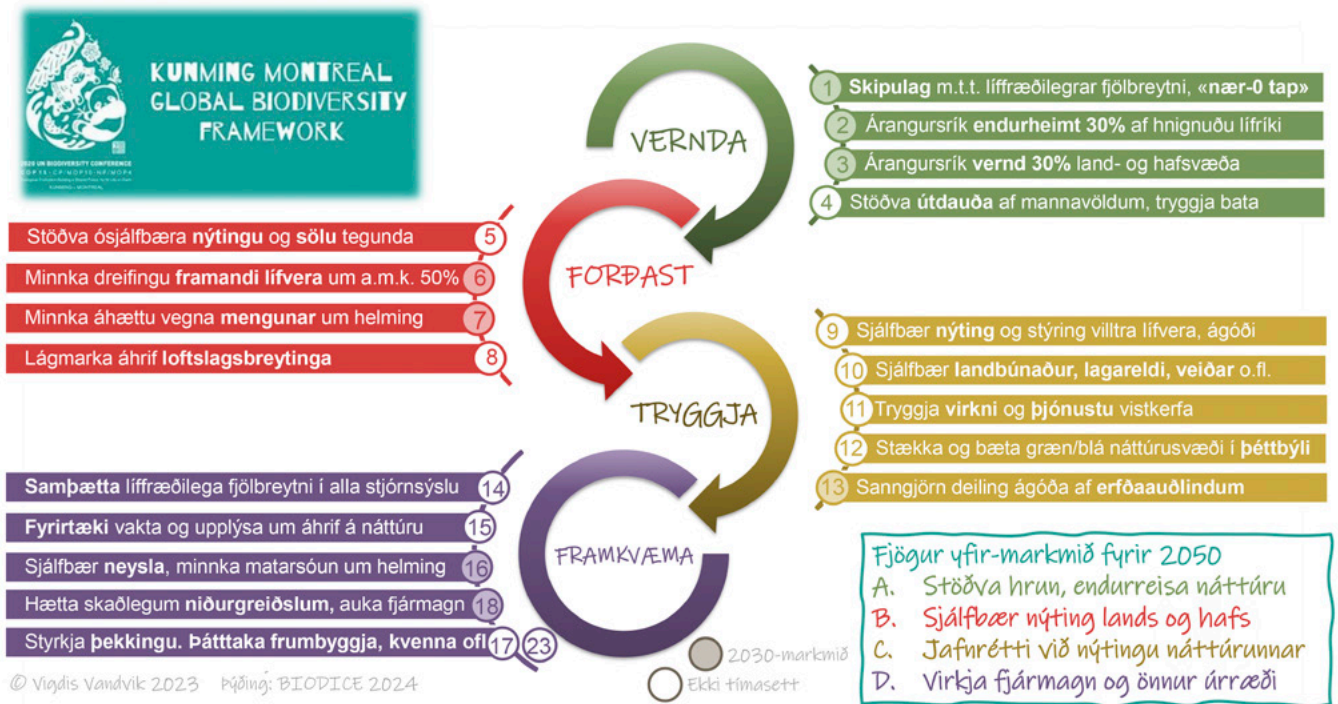 KUNMING MONTREAL
GLOBAL BIODIVERSITY
FRAMEWORK
2020 UN BIODIVERSITY CONFERENCE
COP 15 - CP/MOP10 - NP/MOP4
KUNMING – MONTREAL
VERNDA
1 Skipulag m.t.t. líffræðilegrar fjölbreytni, «nær-0 tap»
2 Árangursrík endurheimt 30% af hnignuðu lífríki
3 Árangursrík vernd 30% land- og hafsvæða
4 Stöðva útdauða af mannavöldum, tryggja bata
FORÐAST
Stöðva ósjálfbæra nýtingu og sölu tegunda 5
Minnka dreifingu framandi lífvera um a.m.k. 50% 6
Minnka áhættu vegna mengunar um helming 7
Lágmarka áhrif loftslagsbreytinga 8
TRYGGJA
9 Sjálfbær nýting og stýring villtra lífvera, ágóði
10 Sjálfbær landbúnaður, lagareldi, veiðar o.fl.
11 Tryggja virkni og þjónustu vistkerfa
12 Stækka og bæta græn/blá náttúrusvæði í þéttbýli
13 Sanngjörn deiling ágóða af erfðaauðlindum
FRAMKVÆMA
Samþætta líffræðilega fjölbreytni í alla stjórnsýslu 14
Fyrirtæki vakta og upplýsa um áhrif á náttúru 15
Sjálfbær neysla, minnka matarsóun um helming 16
Hætta skaðlegum niðurgreiðslum, auka fjármagn 18
Styrkja þekkingu. Þátttaka frumbyggja, kvenna ofl 17 23
2030-markmið
Ekki tímasett
Fjögur yfir-markmið fyrir 2050
A. Stöðva hrun, endurreisa náttúru
B. Sjálfbær nýting lands og hafs
C. Jafnrétti við nýtingu náttúrunnar
D. Virkja fjármagn og önnur úrræði
© Vigdis Vandvik 2023 Þýðing: BIODICE 2024